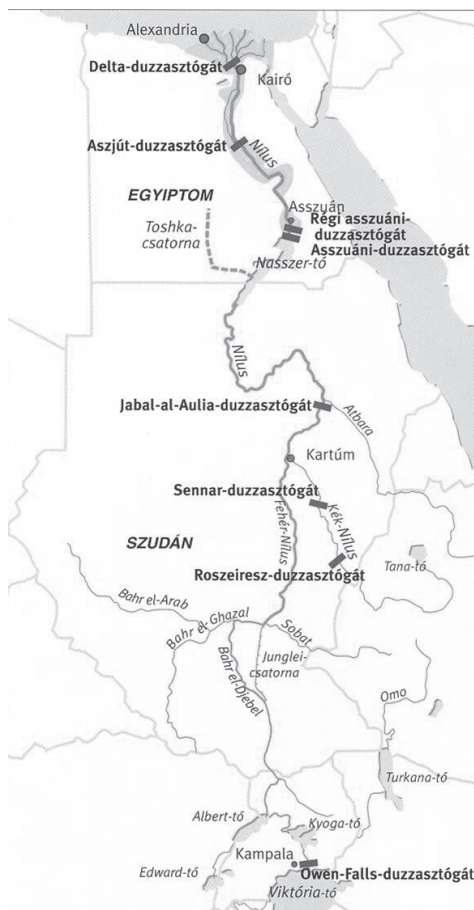 Alexandria
Delta-duzzasztógát
Kairó
Aszjút-duzzasztógát
Nílus
EGYIPTOM
Asszuán
Toshka-
csatorna
Régi asszuáni-
duzzasztógát
Asszuáni-duzzasztógát
Nasszer-tó
Nílus
Jabal-al-Aulia-duzzasztógát
Atbara
Kartúm
Sennar-duzzasztógát
Kék-Nílus
Fehér-Nílus
SZUDÁN
Roszeiresz-duzzasztógát
Tana-tó
Bahr el-Arab
Bahr el-Ghazal
Sobat
Junglei-
csatorna
Bahr el-Djebel
Omo
Turkana-tó
Albert-tó
Kyoga-tó
Kampala
Edward-tó
Owen-Falls-duzzasztógát
Viktória-tó